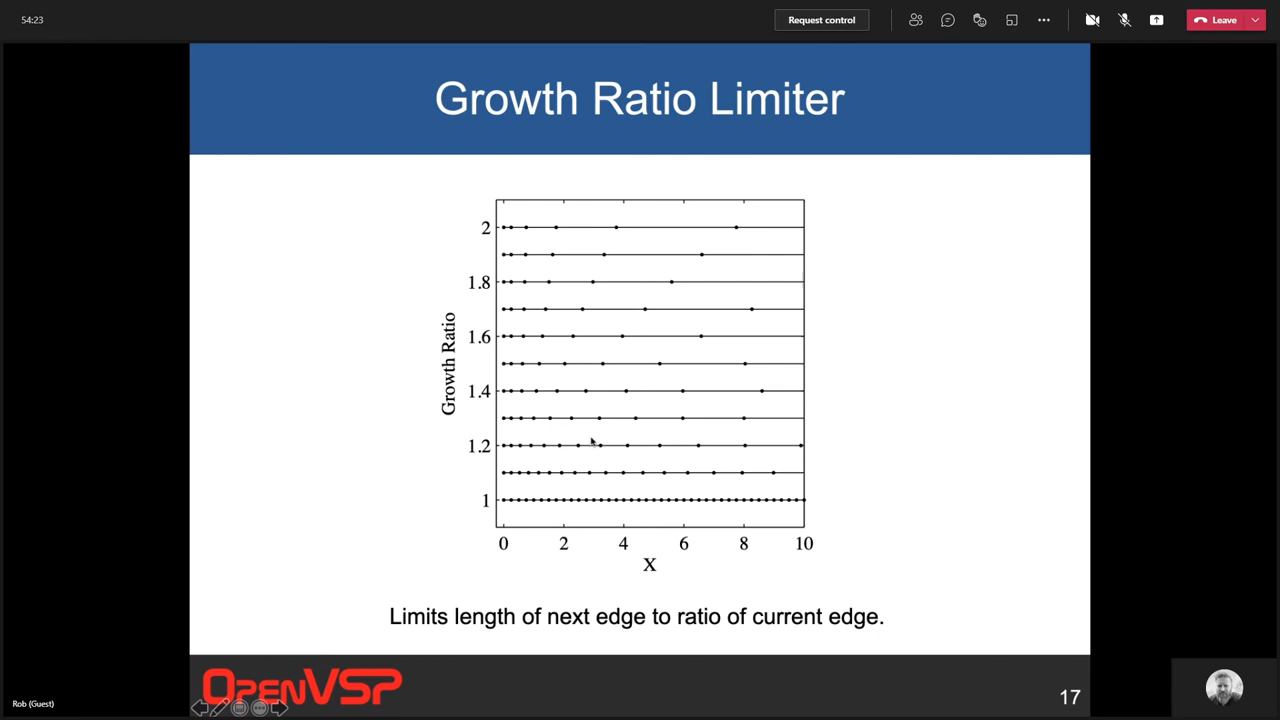 54:23
Request control
Leave
Growth Ratio Limiter
2
1.8
1.6
1.4
1.2
1
Growth Ratio
0 2 4 6 8 10
X
Limits length of next edge to ratio of current edge.
OPENVSP
17
Rob (Guest)